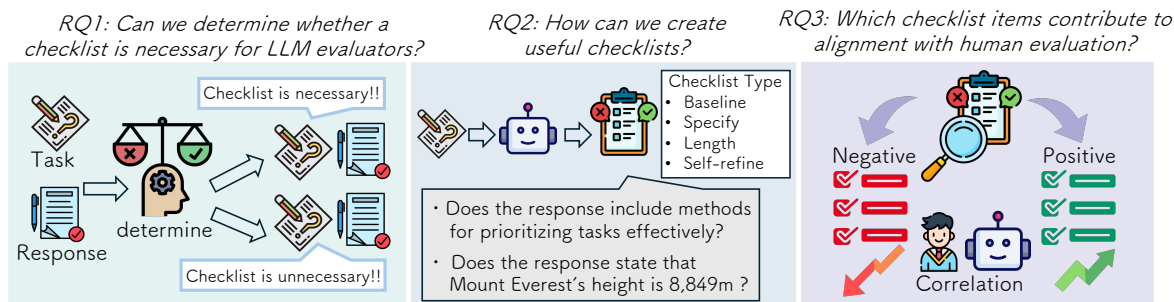 RQ1: Can we determine whether a
checklist is necessary for LLM evaluators?
Checklist is necessary!!
Task
Response
determine
Checklist is unnecessary!!
RQ2: How can we create
useful checklists?
Checklist Type
• Baseline
• Specify
• Length
• Self-refine
・Does the response include methods
for prioritizing tasks effectively?
・Does the response state that
Mount Everest's height is 8,849m ?
RQ3: Which checklist items contribute to
alignment with human evaluation?
Negative
Positive
Correlation